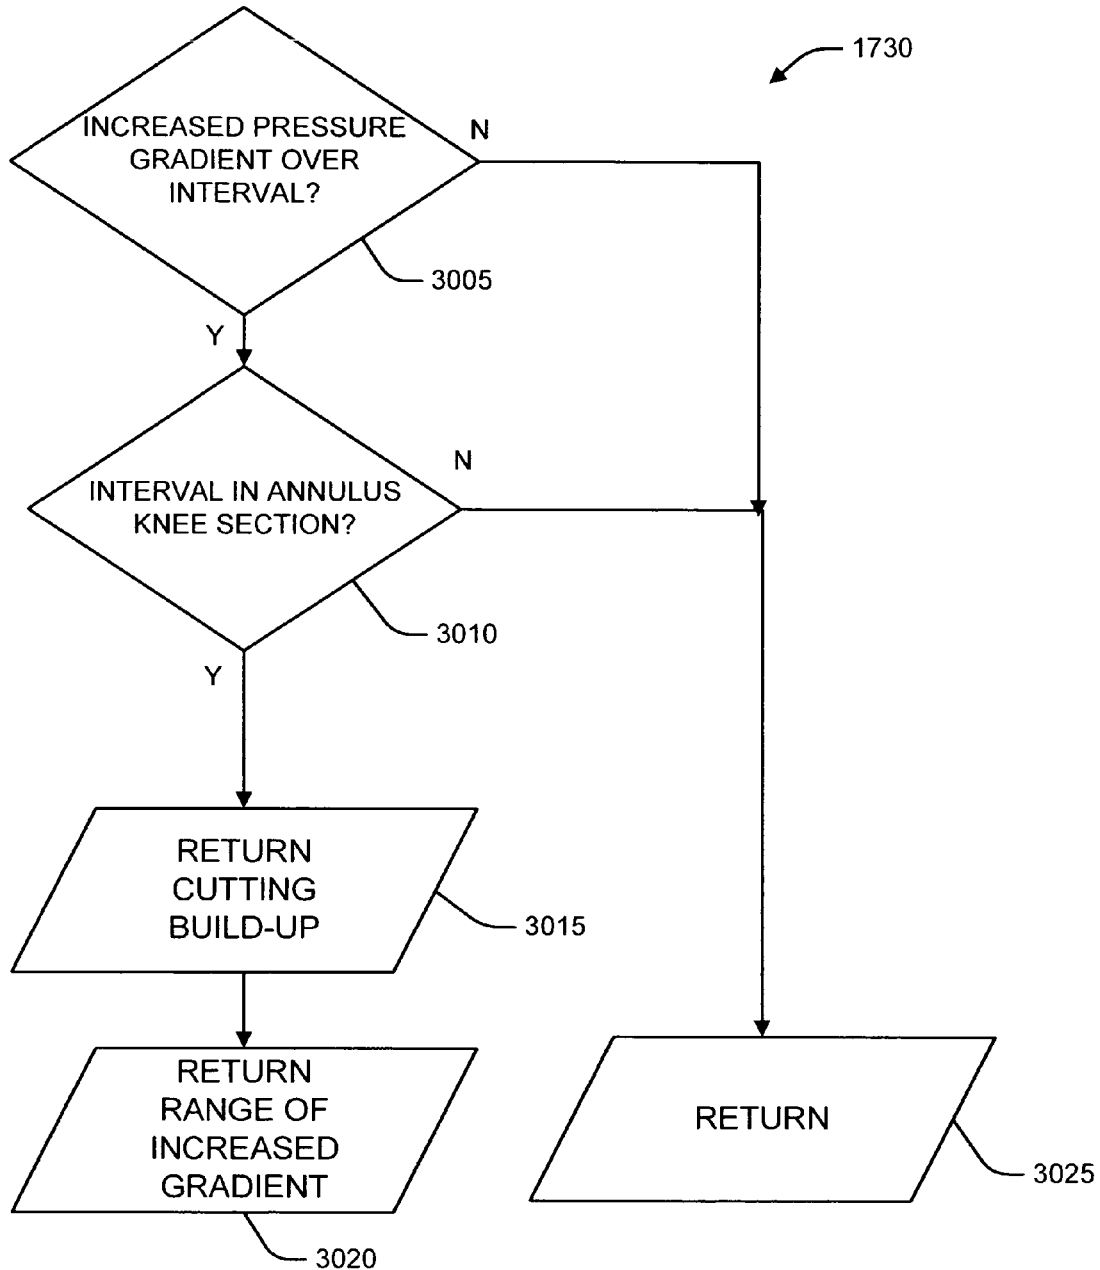 1730
INCREASED PRESSURE
GRADIENT OVER
INTERVAL?
N
3005
Y
INTERVAL IN ANNULUS
KNEE SECTION?
N
3010
Y
RETURN
CUTTING
BUILD-UP
3015
RETURN
RANGE OF
INCREASED
GRADIENT
3020
RETURN
3025